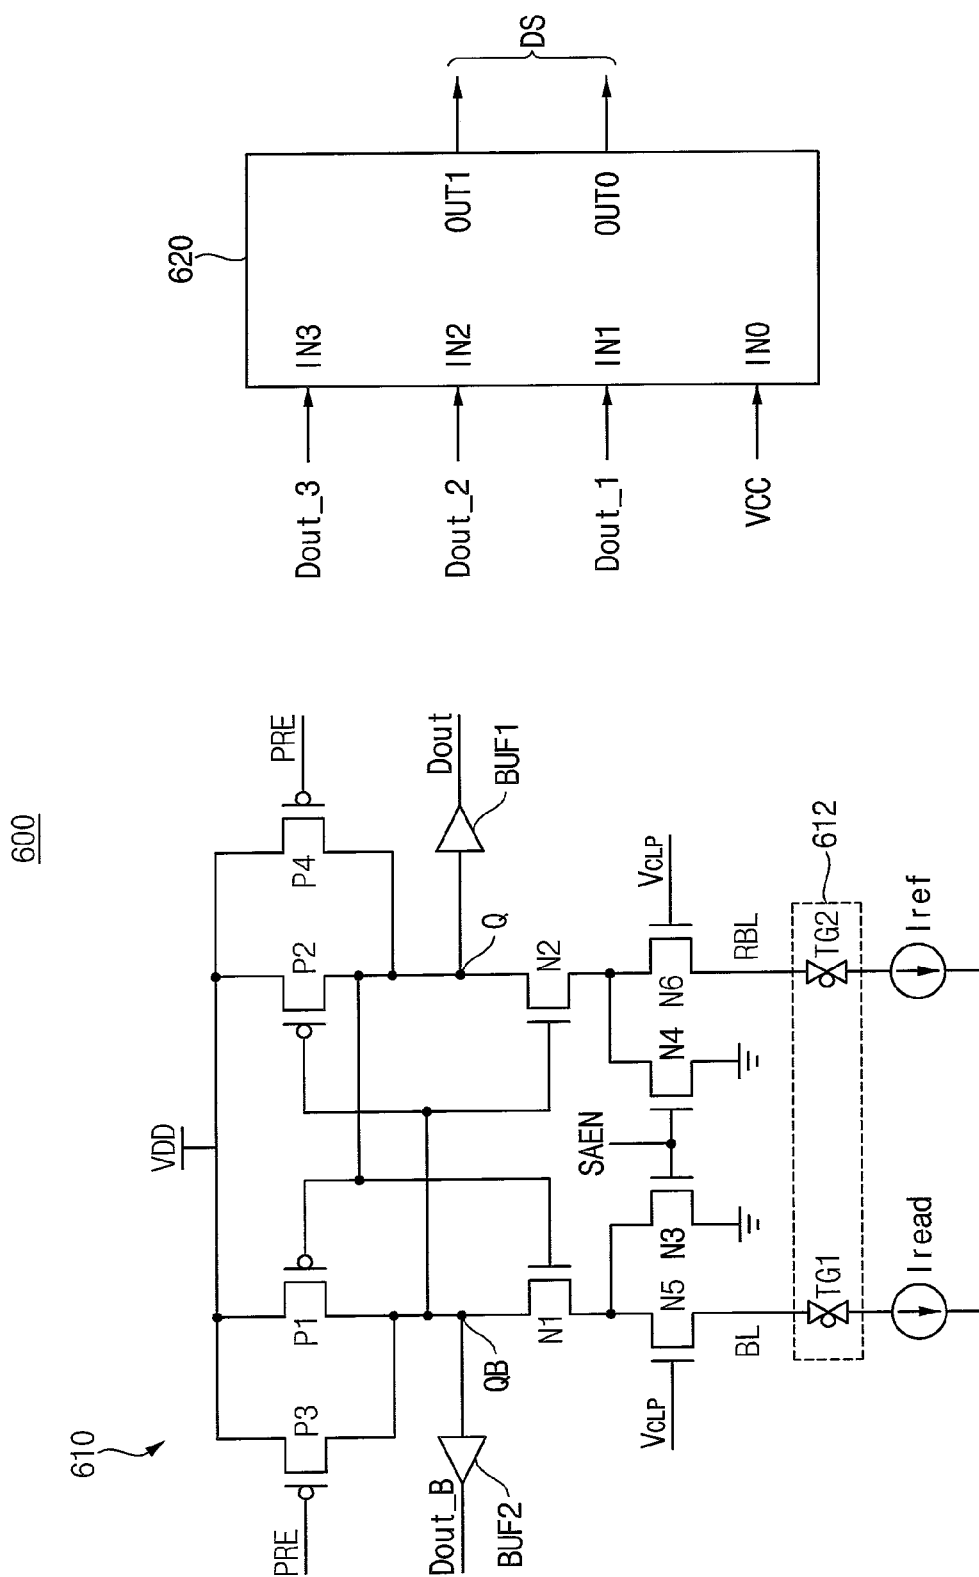 600
610
VDD
PRE
P3
P1
P2
P4
PRE
Dout_B
BUF2
QB
Q
Dout
BUF1
N1
N2
SAEN
VCLP
N5
N3
N4
N6
VCLP
BL
RBL
TG1
TG2
612
Iread
Iref
620
Dout_3
IN3
Dout_2
IN2
OUT1
DS
Dout_1
IN1
OUT0
VCC
IN0